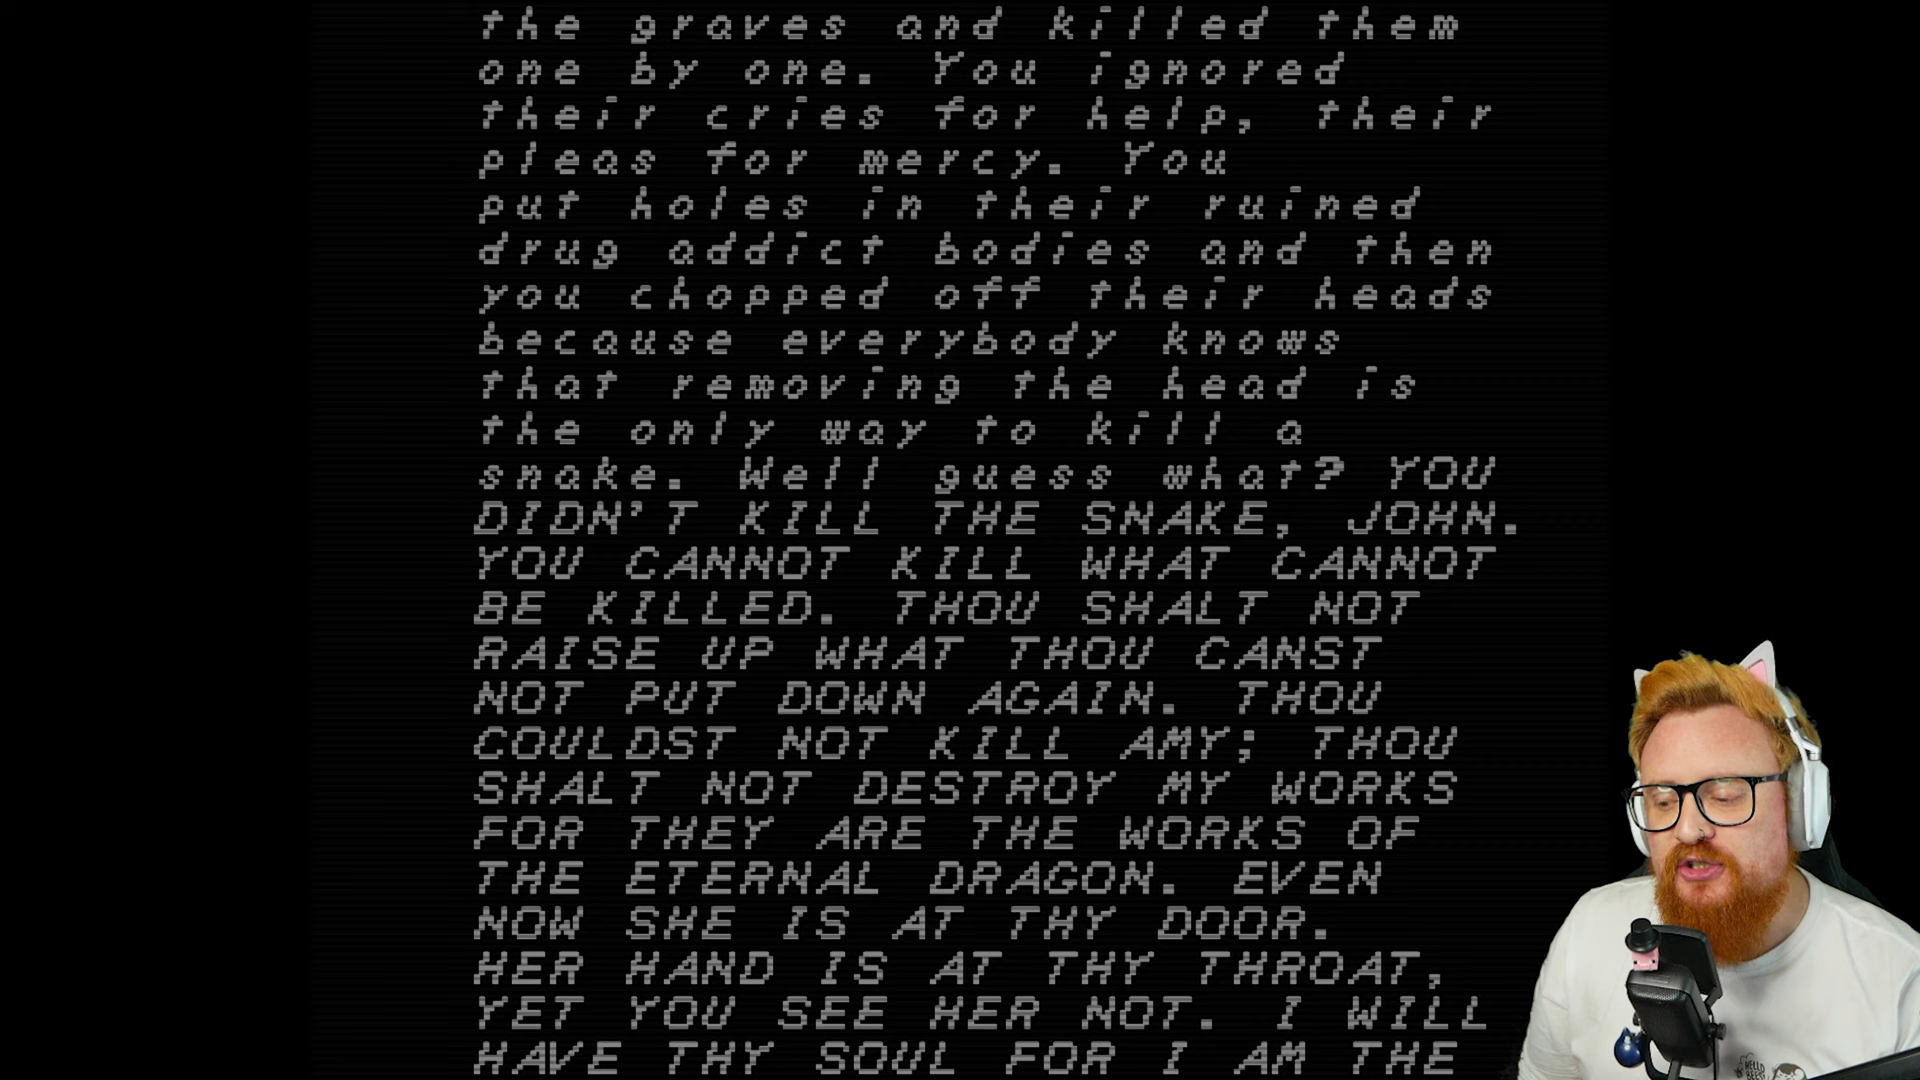 the graves and killed them
one by one. You ignored
their cries for help, their
pleas for mercy. You
put holes in their ruined
drug addict bodies and then
you chopped off their heads
because everybody knows
that removing the head is
the only way to kill a
snake. Well guess what? YOU
DIDN'T KILL THE SNAKE, JOHN.
YOU CANNOT KILL WHAT CANNOT
BE KILLED. THOU SHALT NOT
RAISE UP WHAT THOU CANST
NOT PUT DOWN AGAIN. THOU
COULDST NOT KILL AMY; THOU
SHALT NOT DESTROY MY WORKS
FOR THEY ARE THE WORKS OF
THE ETERNAL DRAGON. EVEN
NOW SHE IS AT THY DOOR.
HER HAND IS AT THY THROAT,
YET YOU SEE HER NOT. I WILL
HAVE THY SOUL FOR I AM THE
HELLO